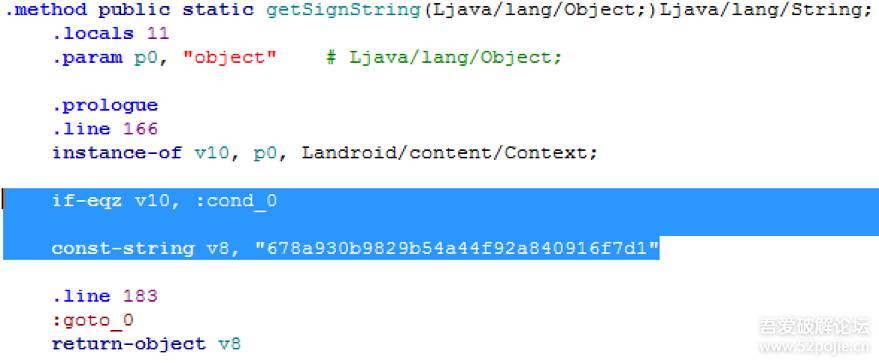 .method public static getSignString(Ljava/lang/Object;)Ljava/lang/String;
.locals 11
.param p0, "object" # Ljava/lang/Object;
.prologue
.line 166
instance-of v10, p0, Landroid/content/Context;
if-eqz v10, :cond_0
const-string v8, "678a930b9829b54a44f92a840916f7d1"
.line 183
:goto_0
return-object v8
吾爱破解论坛
www.52pojie.cn